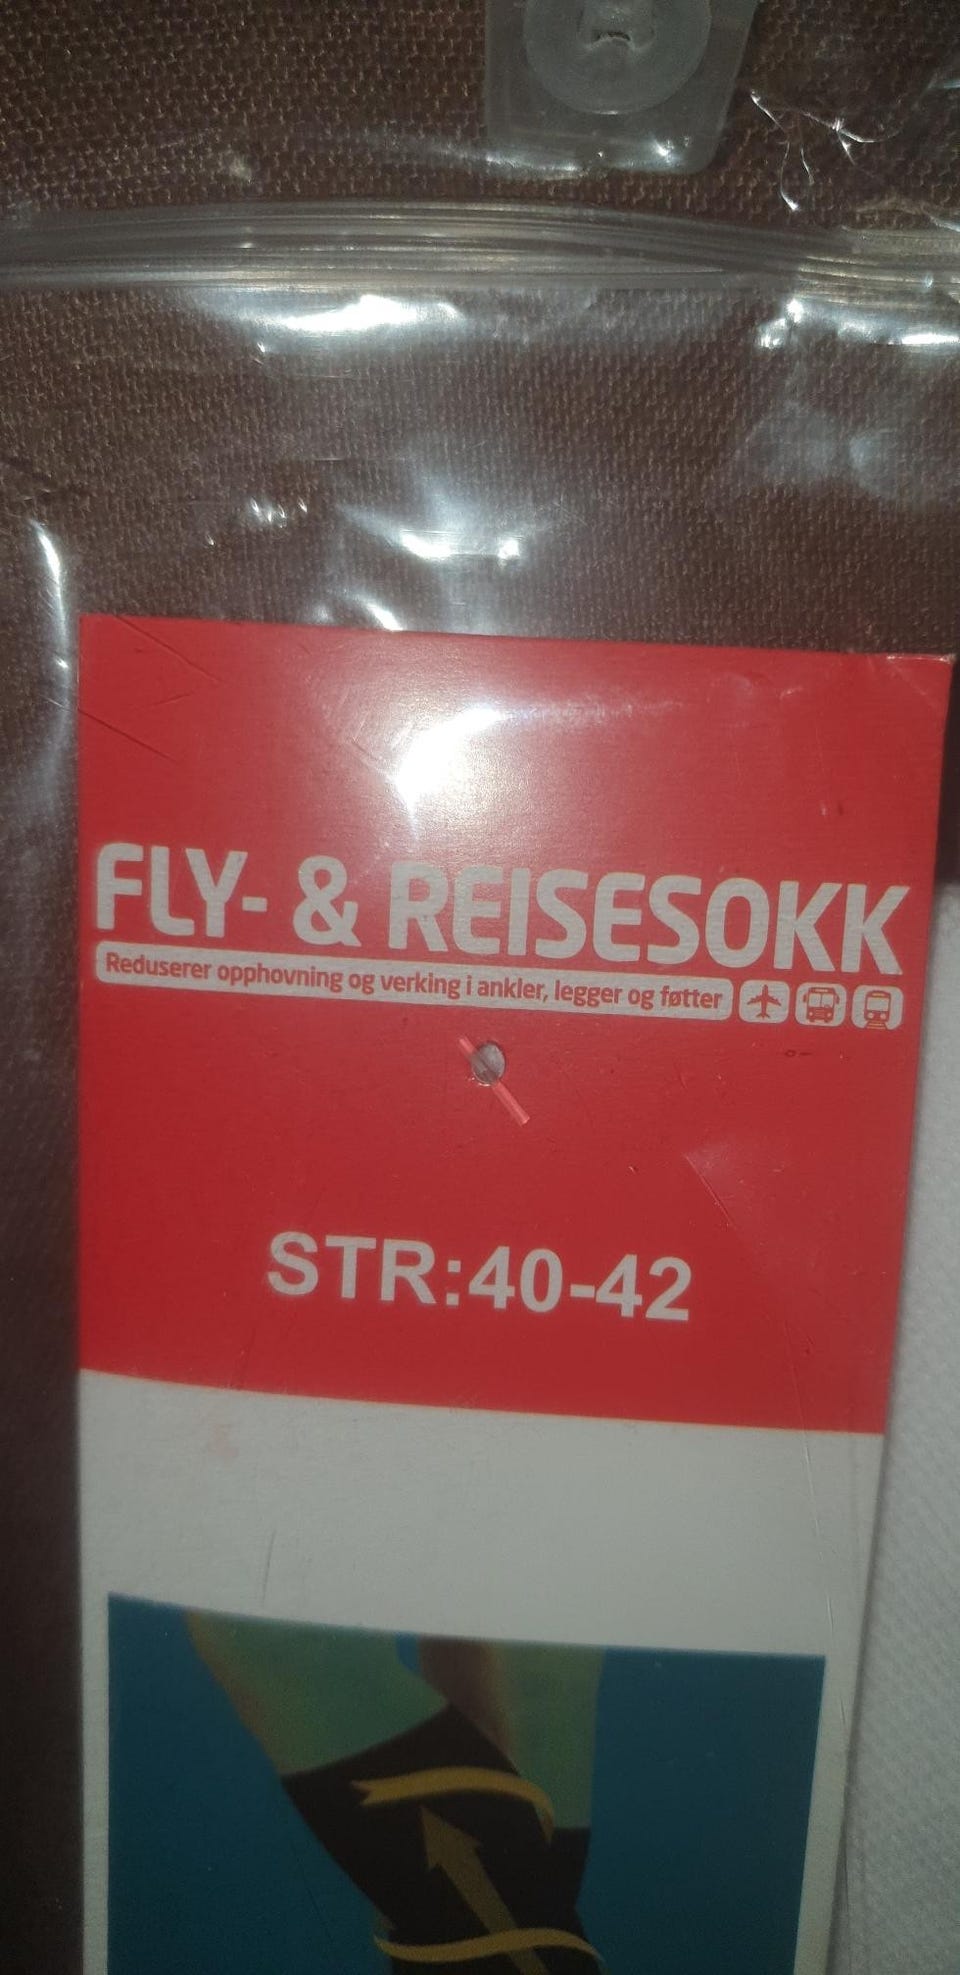 FLY- & REISESOKK
Reduserer opphovning og verking i ankler, legger og føtter
STR:40-42